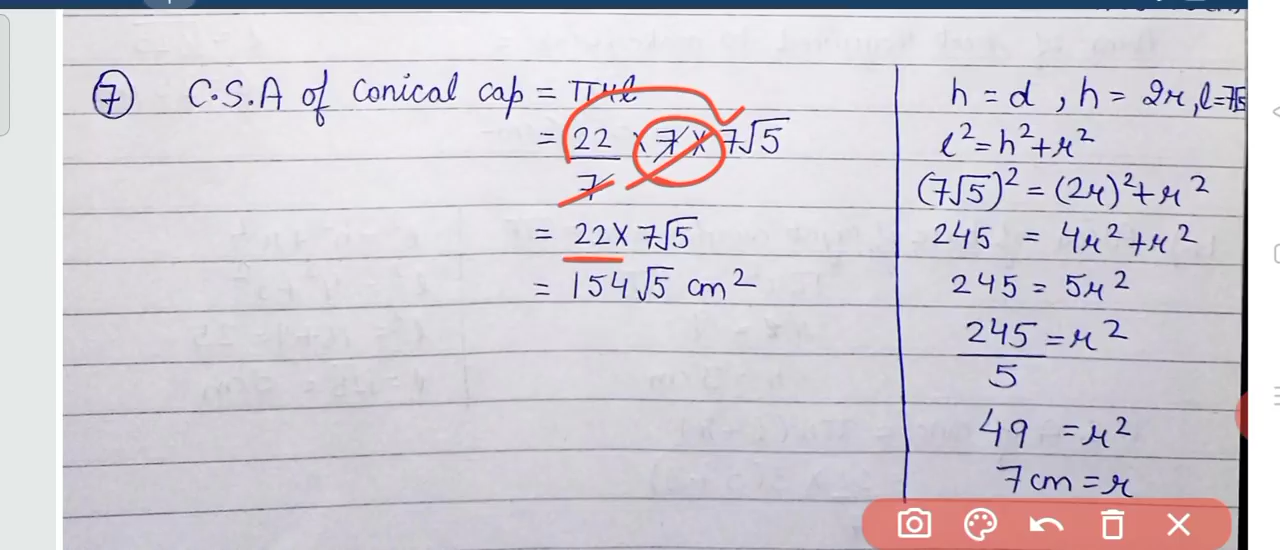 ⑦ C.S.A of Conical cap = πrl
= 22/7 × 7 × 7√5
= 22 × 7√5
= 154√5 cm²
h = d , h = 2r, l = 7√5
l² = h² + r²
(7√5)² = (2r)² + r²
245 = 4r² + r²
245 = 5r²
245/5 = r²
49 = r²
7cm = r